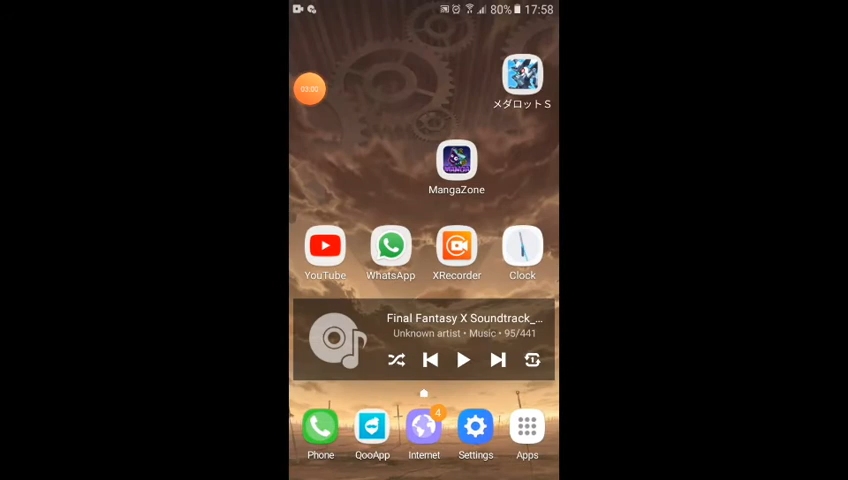 80% 17:58
03:00
メダロットS
MANGA
MangaZone
YouTube
WhatsApp
XRecorder
Clock
Final Fantasy X Soundtrack_...
Unknown artist • Music • 95/441
4
Phone
QooApp
Internet
Settings
Apps